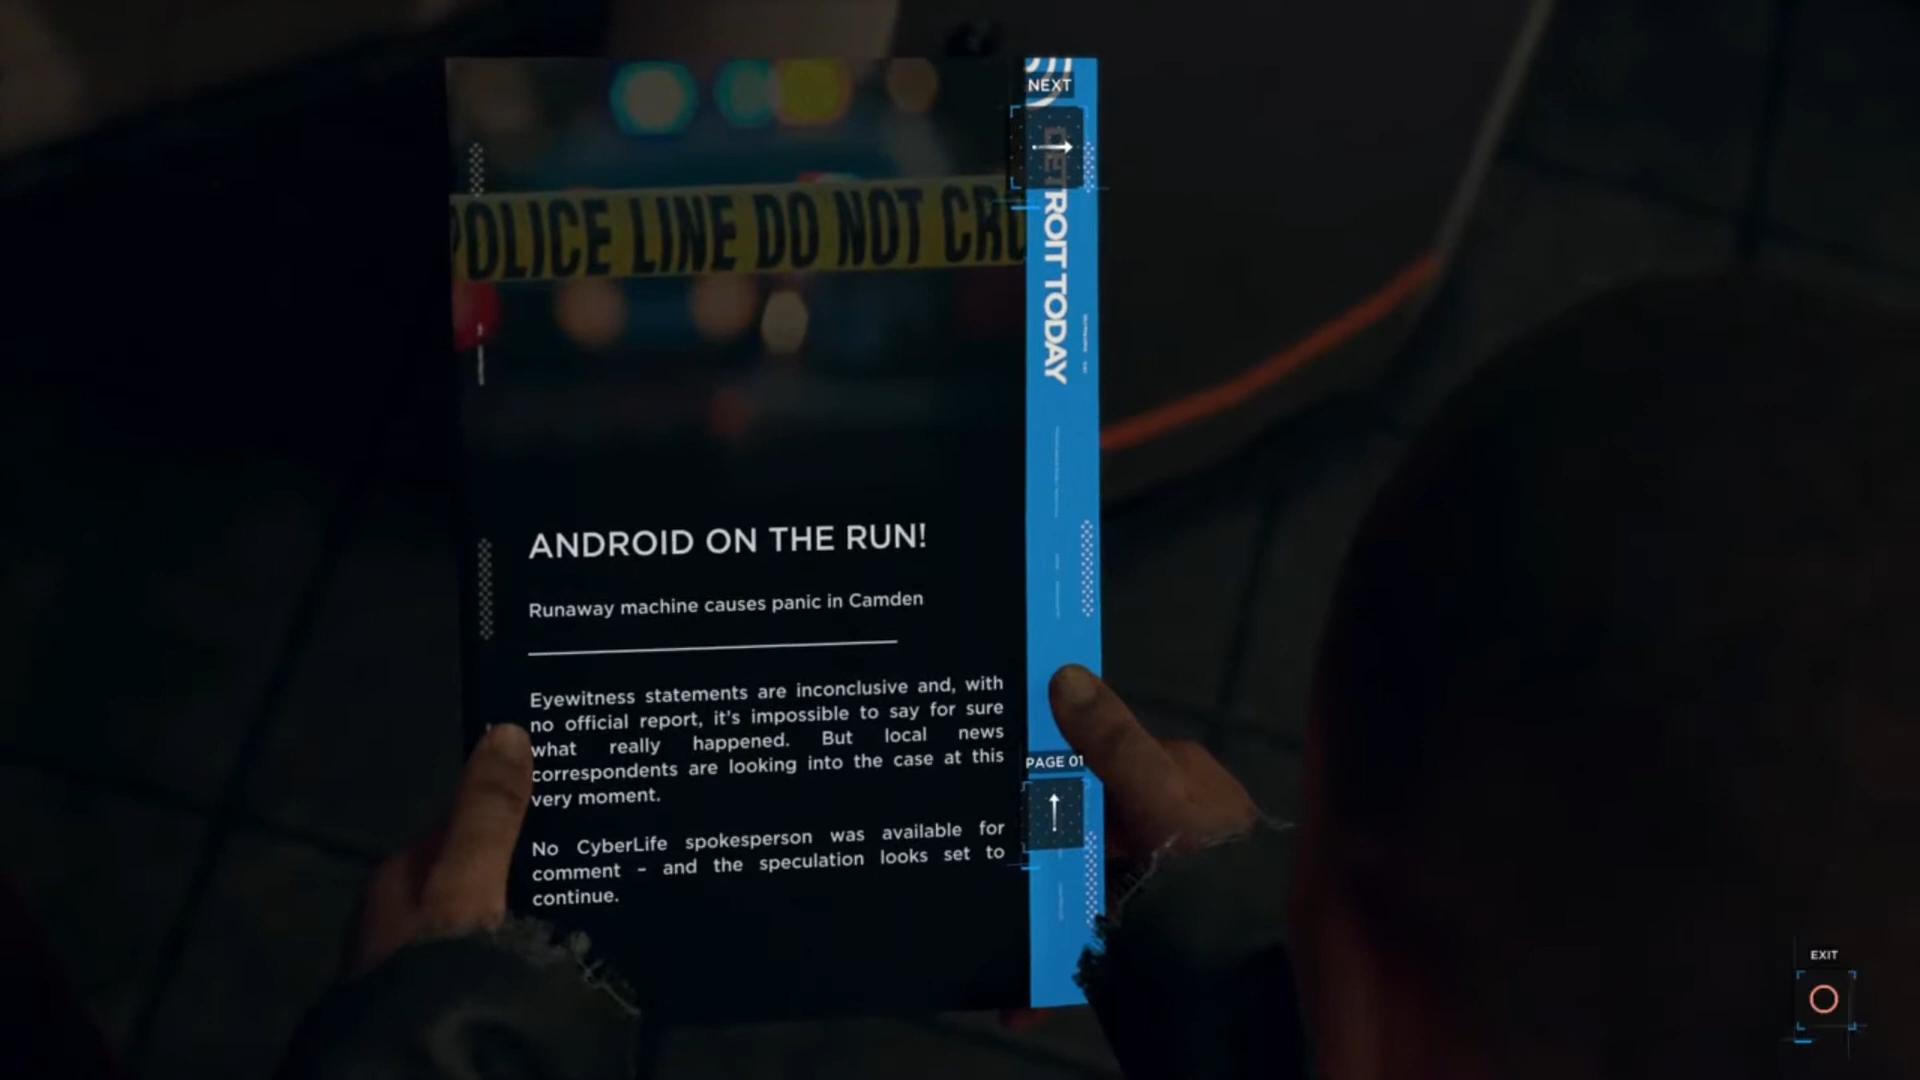 NEXT
DETROIT TODAY
POLICE LINE DO NOT CRO
ANDROID ON THE RUN!
Runaway machine causes panic in Camden
Eyewitness statements are inconclusive and, with
no official report, it's impossible to say for sure
what really happened. But local news
correspondents are looking into the case at this
very moment.
No CyberLife spokesperson was available for
comment – and the speculation looks set to
continue.
PAGE 01
EXIT